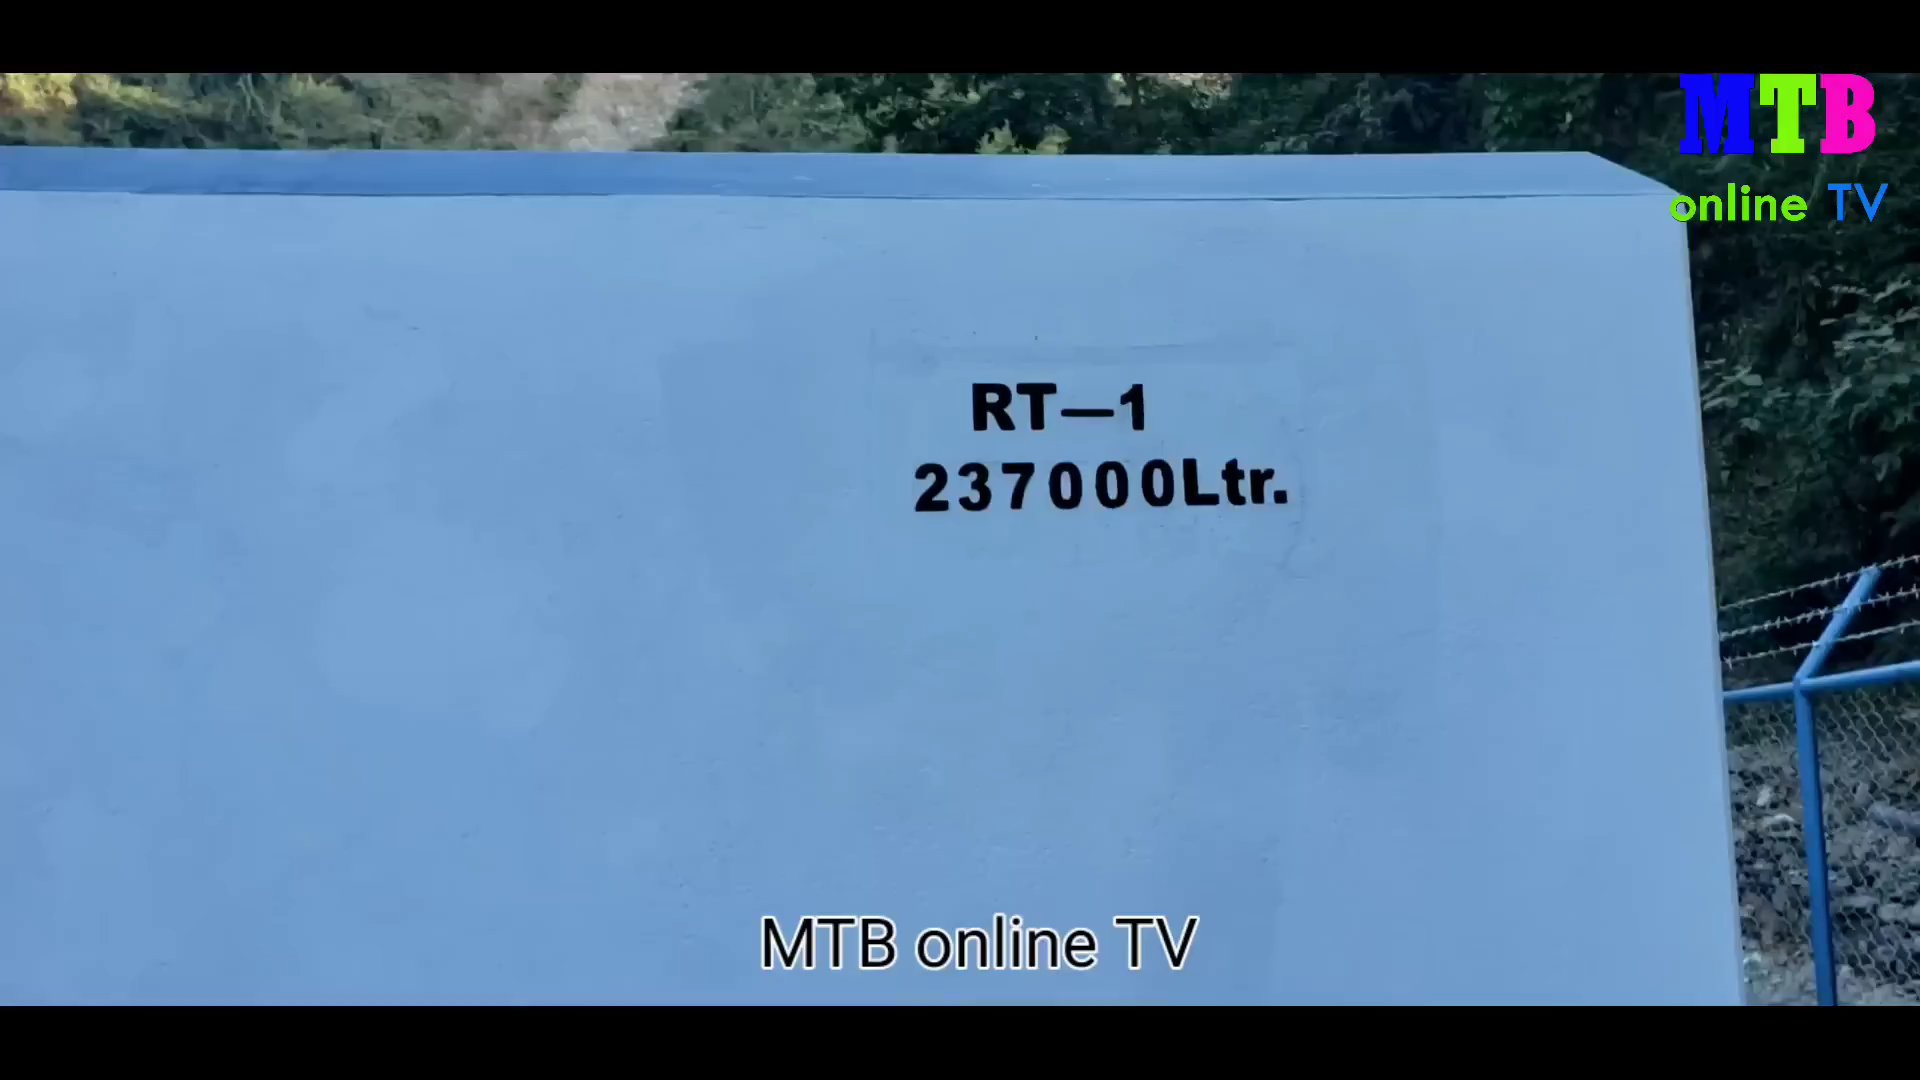 MTB
online TV
RT—1
237000Ltr.
MTB online TV